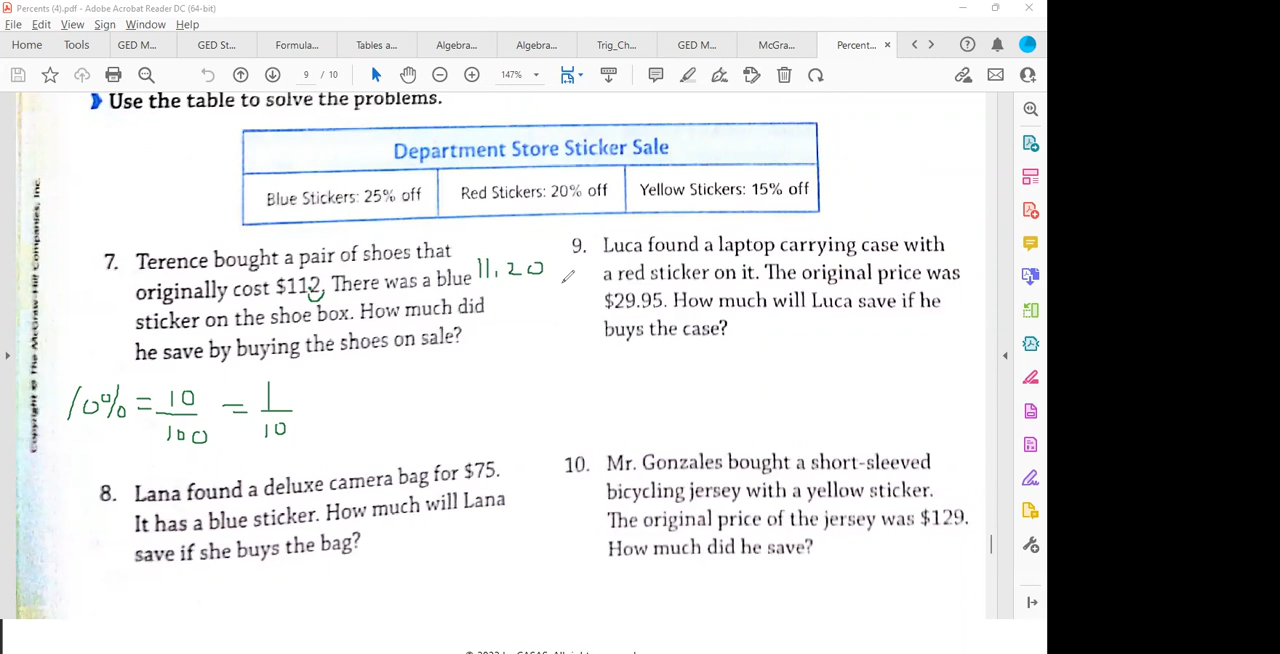 Percents (4).pdf - Adobe Acrobat Reader DC (64-bit)
File Edit View Sign Window Help
Home Tools GED M... GED St... Formula... Tables a... Algebra... Algebra... Trig_Ch... GED M... McGra... Percent... ×
9 / 10 147%
Use the table to solve the problems.
Department Store Sticker Sale
Blue Stickers: 25% off Red Stickers: 20% off Yellow Stickers: 15% off
7. Terence bought a pair of shoes that
originally cost $112. There was a blue
sticker on the shoe box. How much did
he save by buying the shoes on sale?
11.20
10% = 10/100 = 1/10
8. Lana found a deluxe camera bag for $75.
It has a blue sticker. How much will Lana
save if she buys the bag?
9. Luca found a laptop carrying case with
a red sticker on it. The original price was
$29.95. How much will Luca save if he
buys the case?
10. Mr. Gonzales bought a short-sleeved
bicycling jersey with a yellow sticker.
The original price of the jersey was $129.
How much did he save?
Copyright © The McGraw-Hill Companies, Inc.